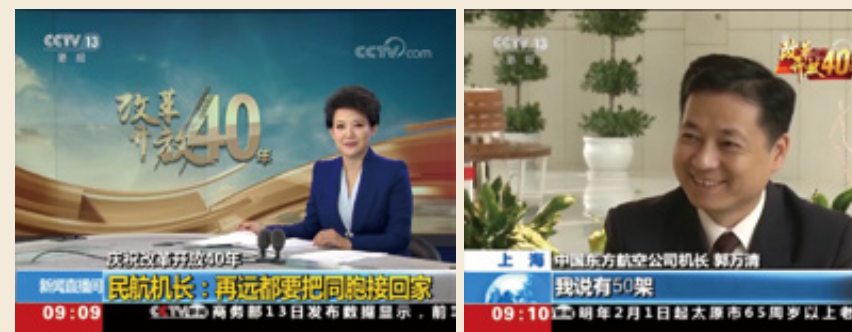 CCTV 13
新闻
CCTV.com
改革开放40年
庆祝改革开放40年
新闻直播间
民航机长：再远都要把同胞接回家
09:09
CCTV 商务部13日发布数据显示，前
CCTV 13
新闻
改革开放40
上海
中国东方航空公司机长 郭万清
我说有50架
09:10
明年2月1日起太原市65周岁以上老